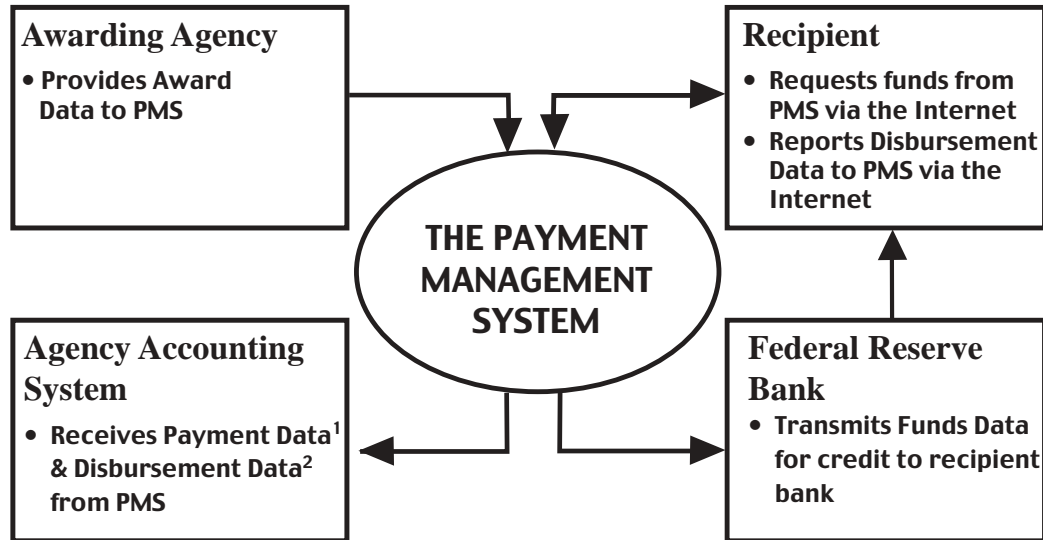 Awarding Agency
• Provides Award
Data to PMS
Recipient
• Requests funds from
PMS via the Internet
• Reports Disbursement
Data to PMS via the
Internet
THE PAYMENT
MANAGEMENT
SYSTEM
Agency Accounting
System
• Receives Payment Data¹
& Disbursement Data²
from PMS
Federal Reserve
Bank
• Transmits Funds Data
for credit to recipient
bank